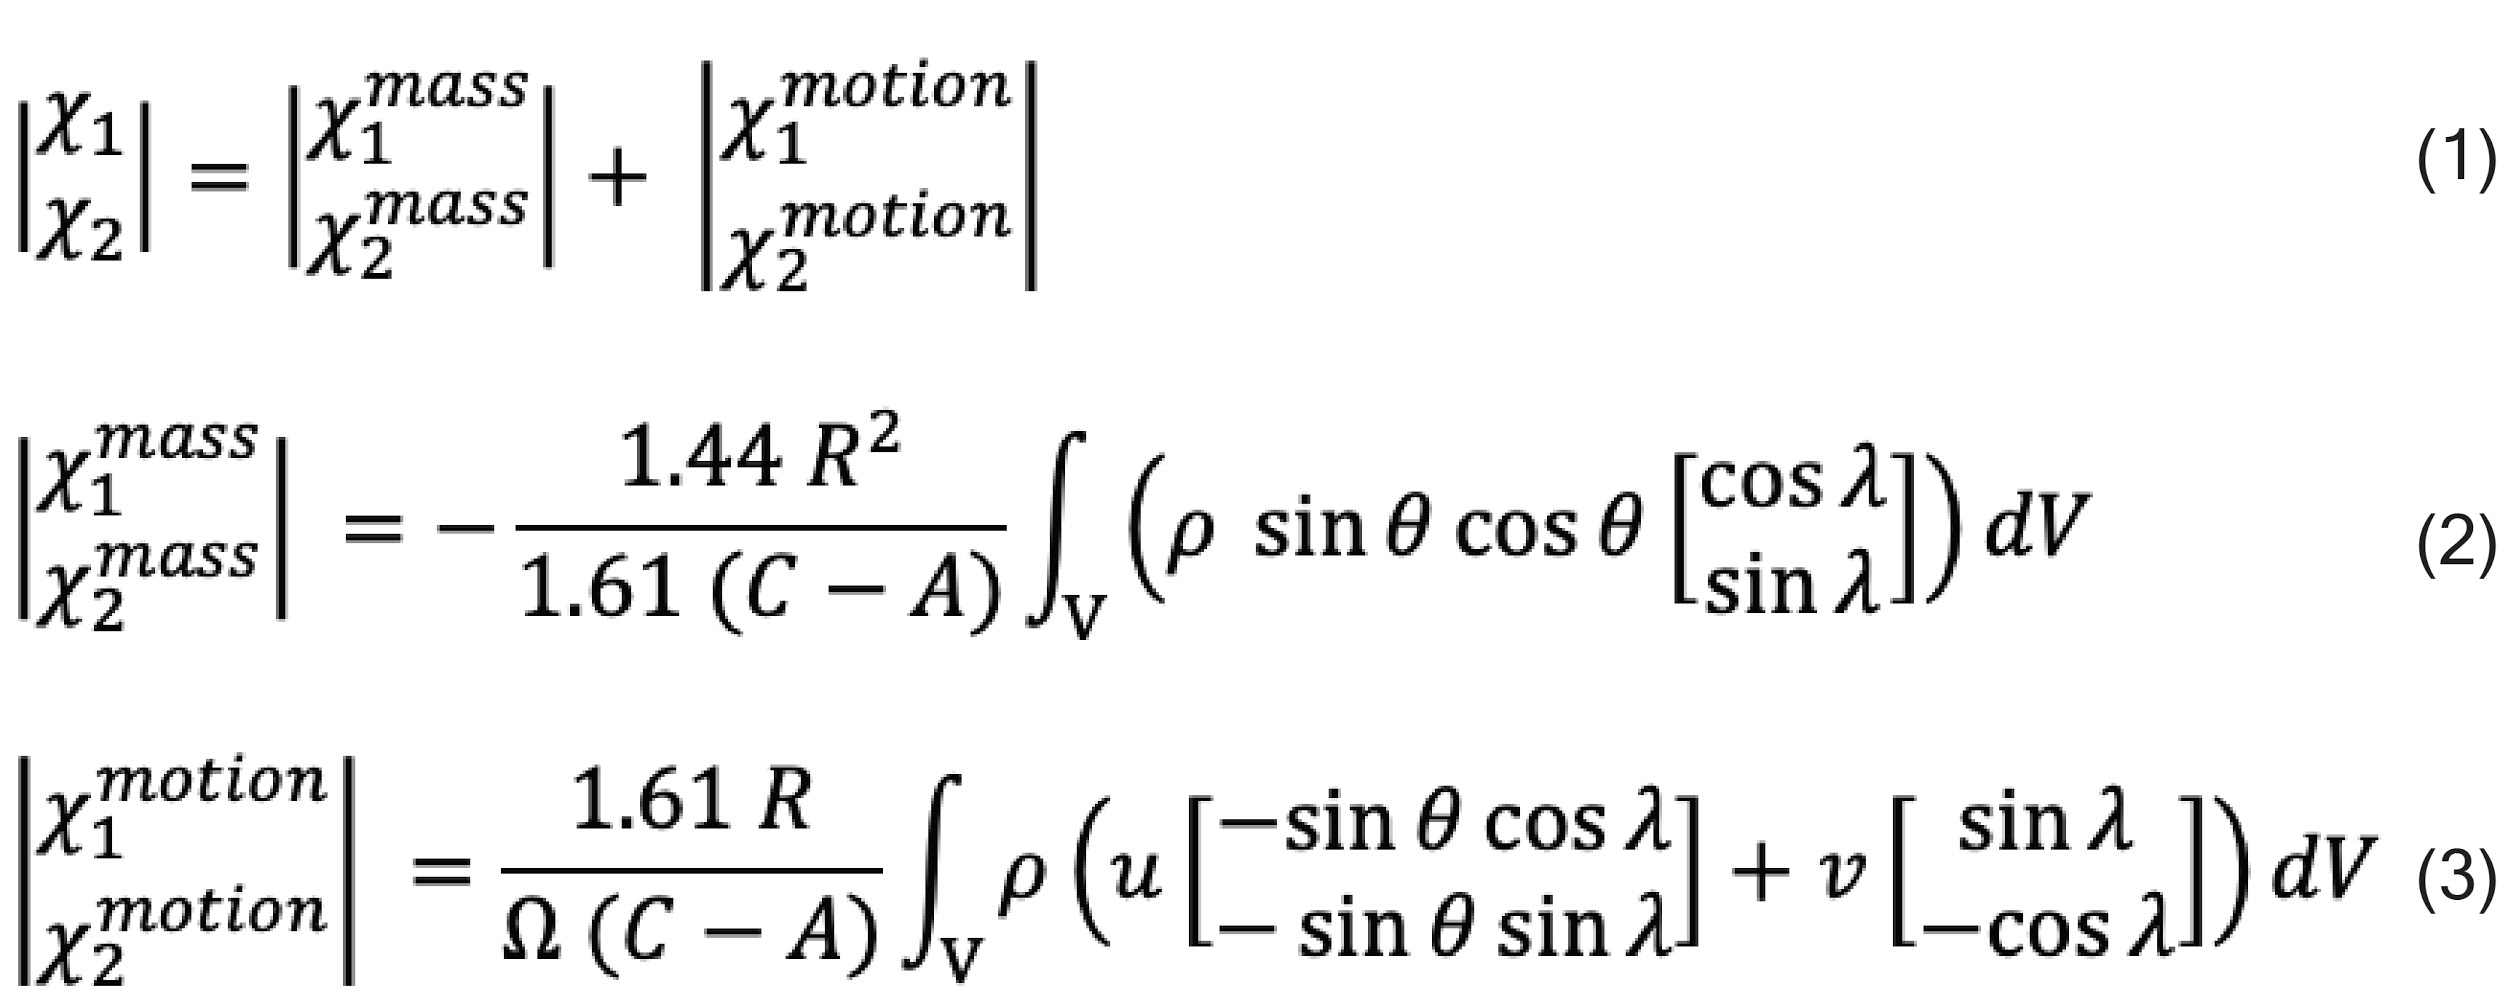 |χ₁ χ₂| = |χ₁^mass χ₂^mass| + |χ₁^motion χ₂^motion| (1)
|χ₁^mass χ₂^mass| = − 1.44 R² / 1.61 (C − A) ∫_V (ρ sin θ cos θ [cos λ sin λ]) dV (2)
|χ₁^motion χ₂^motion| = 1.61 R / Ω (C − A) ∫_V ρ (u [−sin θ cos λ − sin θ sin λ] + v [sin λ −cos λ]) dV (3)